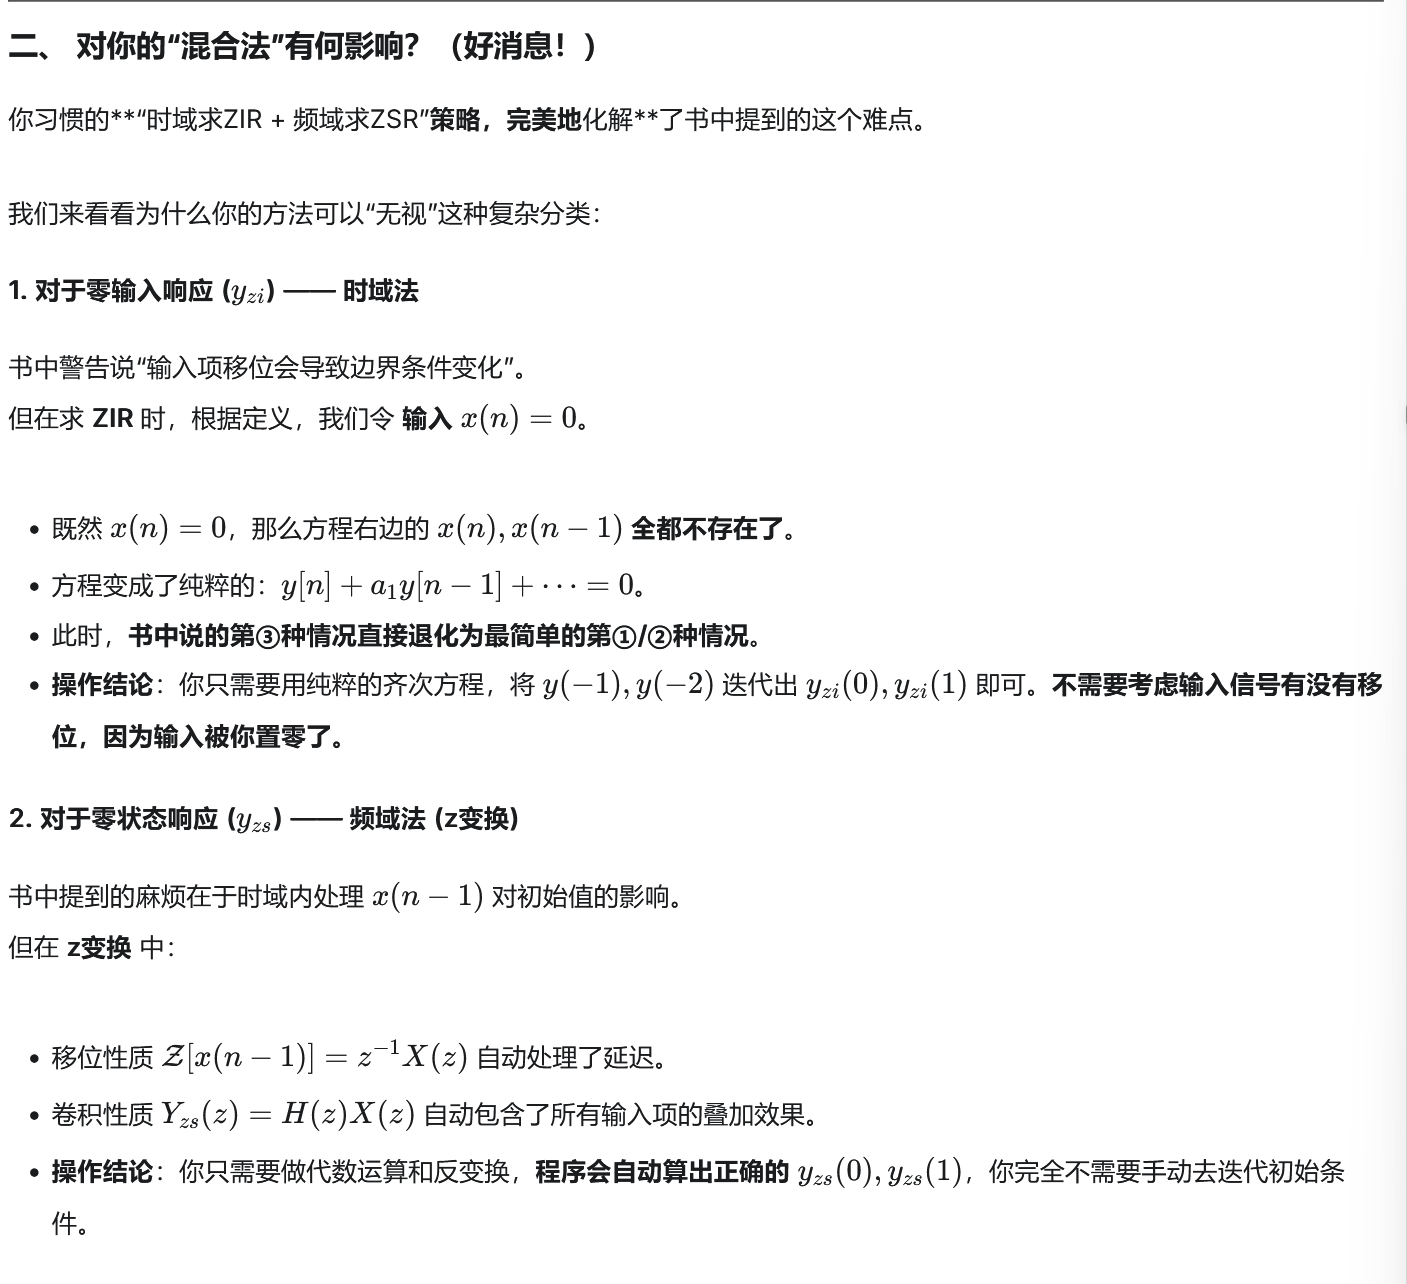 二、 对你的“混合法”有何影响？（好消息！）
你习惯的**“时域求ZIR + 频域求ZSR”策略，完美地化解**了书中提到的这个难点。
我们来看看为什么你的方法可以“无视”这种复杂分类：
1. 对于零输入响应 (y_{zi}) —— 时域法
书中警告说“输入项移位会导致边界条件变化”。
但在求 ZIR 时，根据定义，我们令 输入 x(n) = 0。
• 既然 x(n) = 0，那么方程右边的 x(n), x(n − 1) 全都不存在了。
• 方程变成了纯粹的：y[n] + a_1y[n − 1] + ⋯ = 0。
• 此时，书中说的第③种情况直接退化为最简单的第①/②种情况。
• 操作结论：你只需要用纯粹的齐次方程，将 y(−1), y(−2) 迭代出 y_{zi}(0), y_{zi}(1) 即可。不需要考虑输入信号有没有移
位，因为输入被你置零了。
2. 对于零状态响应 (y_{zs}) —— 频域法 (z变换)
书中提到的麻烦在于时域内处理 x(n − 1) 对初始值的影响。
但在 z变换 中：
• 移位性质 𝒵[x(n − 1)] = z^{−1}X(z) 自动处理了延迟。
• 卷积性质 Y_{zs}(z) = H(z)X(z) 自动包含了所有输入项的叠加效果。
• 操作结论：你只需要做代数运算和反变换，程序会自动算出正确的 y_{zs}(0), y_{zs}(1)，你完全不需要手动去迭代初始条
件。